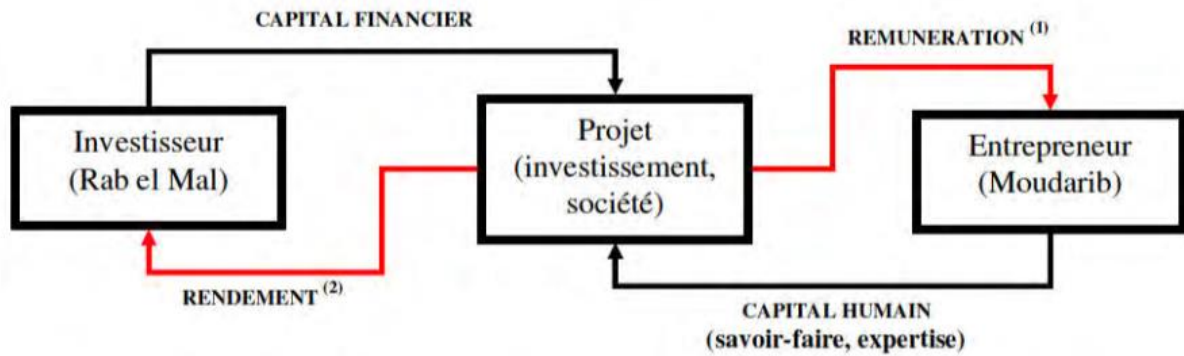 CAPITAL FINANCIER
REMUNERATION (1)
Investisseur
(Rab el Mal)
Projet
(investissement,
société)
Entrepreneur
(Moudarib)
RENDEMENT (2)
CAPITAL HUMAIN
(savoir-faire, expertise)